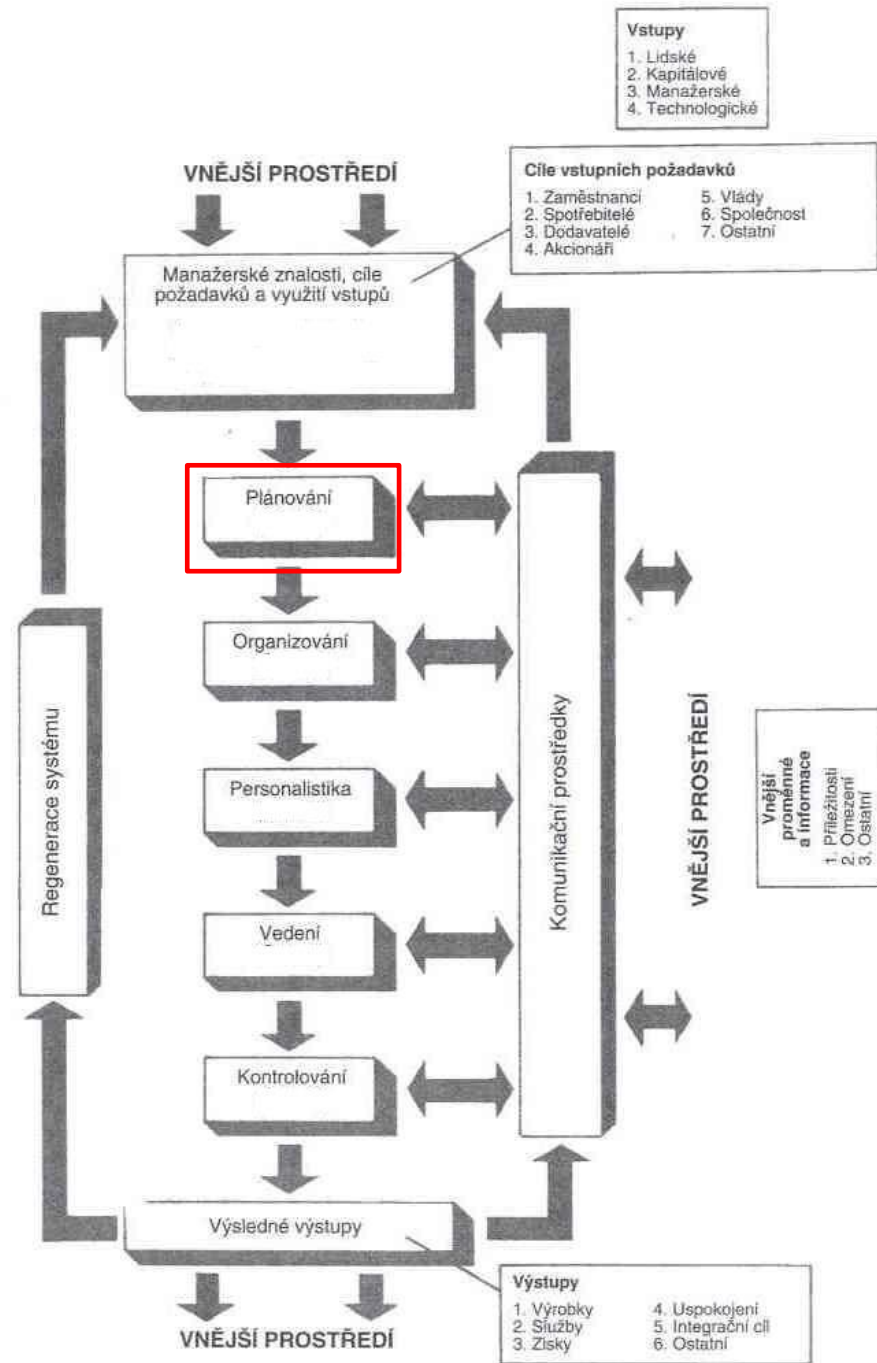 Vstupy
1. Lidské
2. Kapitálové
3. Manažerské
4. Technologické
VNĚJŠÍ PROSTŘEDÍ
Cíle vstupních požadavků
1. Zaměstnanci
2. Spotřebitelé
3. Dodavatelé
4. Akcionáři
5. Vlády
6. Společnost
7. Ostatní
Manažerské znalosti, cíle
požadavků a využití vstupů
Plánování
Organizování
Personalistika
Vedení
Kontrolování
Regenerace systému
Komunikační prostředky
VNĚJŠÍ PROSTŘEDÍ
Vnější
proměnné
a informace
1. Příležitosti
2. Omezení
3. Ostatní
Výsledné výstupy
Výstupy
1. Výrobky
2. Služby
3. Zisky
4. Uspokojení
5. Integrační cíl
6. Ostatní
VNĚJŠÍ PROSTŘEDÍ